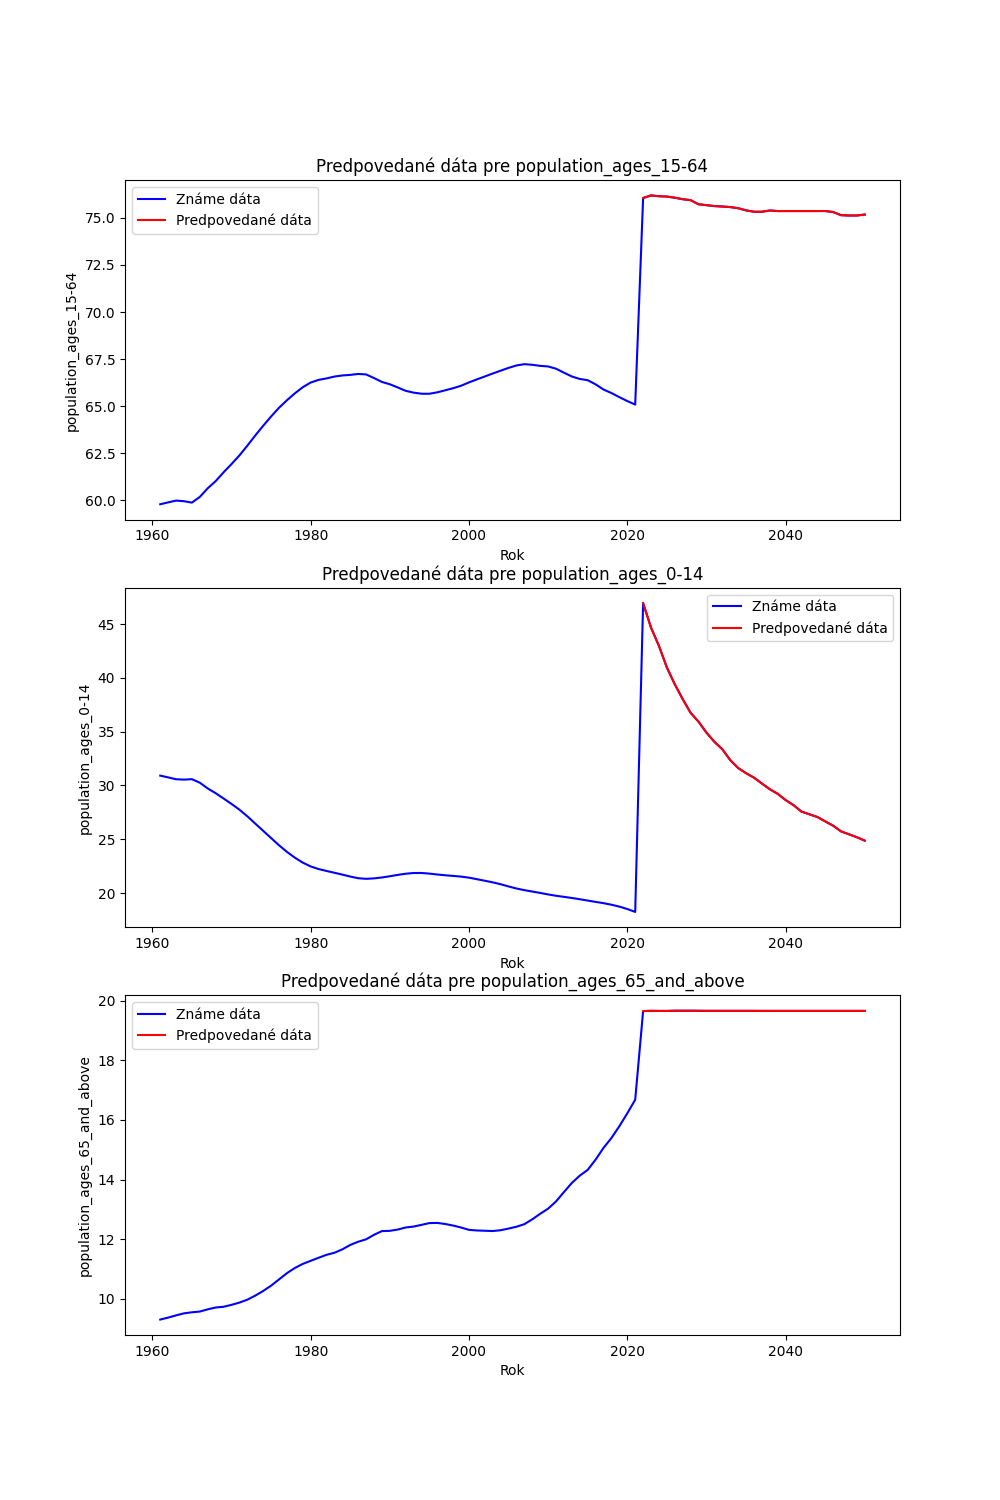 Predpovedané dáta pre population_ages_15-64
Známe dáta
Predpovedané dáta
75.0
72.5
70.0
67.5
65.0
62.5
60.0
population_ages_15-64
1960 1980 2000 2020 2040
Rok
Predpovedané dáta pre population_ages_0-14
Známe dáta
Predpovedané dáta
45
40
35
30
25
20
population_ages_0-14
1960 1980 2000 2020 2040
Rok
Predpovedané dáta pre population_ages_65_and_above
Známe dáta
Predpovedané dáta
20
18
16
14
12
10
population_ages_65_and_above
1960 1980 2000 2020 2040
Rok